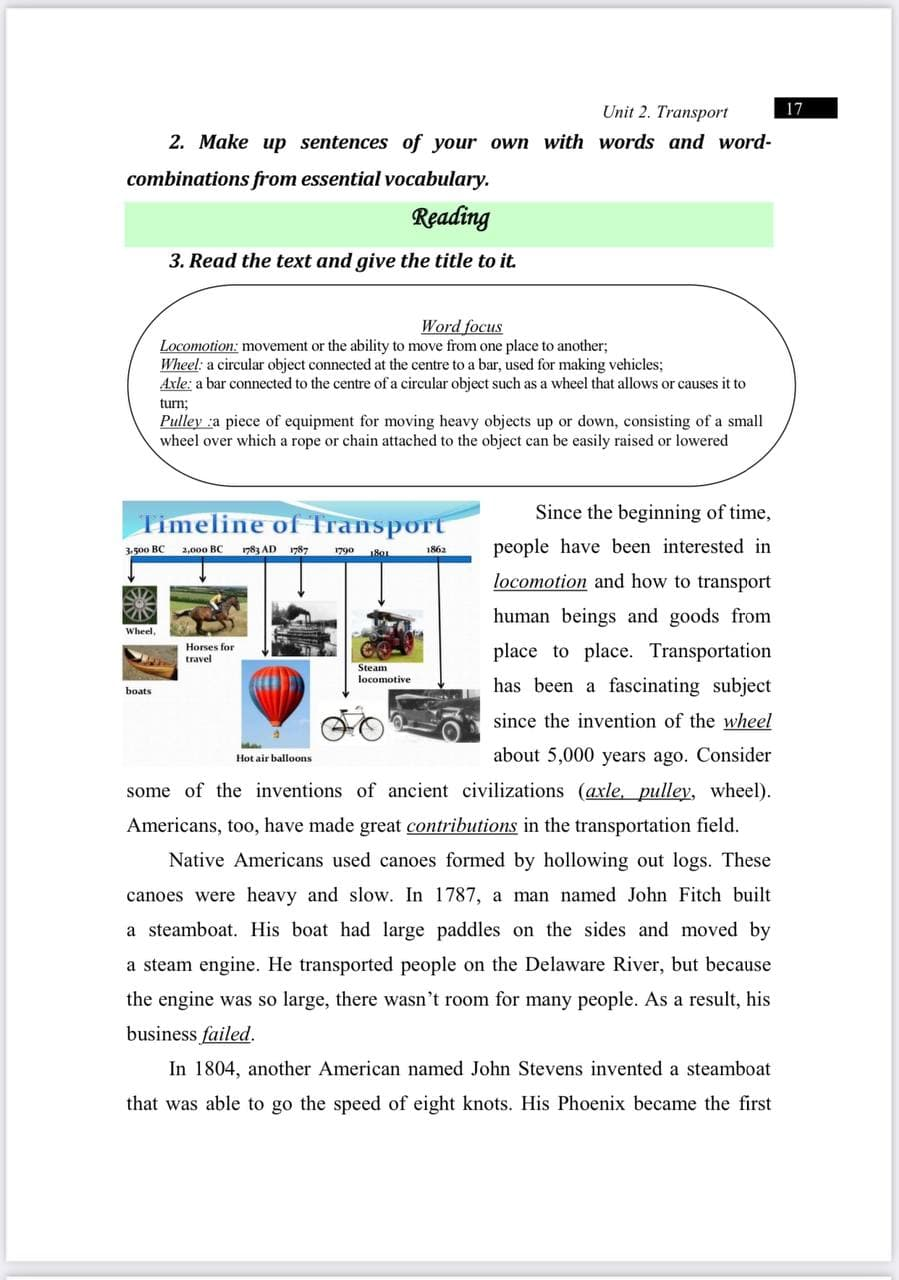 Unit 2. Transport
17
2. Make up sentences of your own with words and word-
combinations from essential vocabulary.
Reading
3. Read the text and give the title to it.
Word focus
Locomotion: movement or the ability to move from one place to another;
Wheel: a circular object connected at the centre to a bar, used for making vehicles;
Axle: a bar connected to the centre of a circular object such as a wheel that allows or causes it to
turn;
Pulley :a piece of equipment for moving heavy objects up or down, consisting of a small
wheel over which a rope or chain attached to the object can be easily raised or lowered
Timeline of Transport
3,500 BC 2,000 BC 1783 AD 1787 1790 1801 1862
Wheel,
Horses for
travel
boats
Steam
locomotive
Hot air balloons
Since the beginning of time,
people have been interested in
locomotion and how to transport
human beings and goods from
place to place. Transportation
has been a fascinating subject
since the invention of the wheel
about 5,000 years ago. Consider
some of the inventions of ancient civilizations (axle, pulley, wheel).
Americans, too, have made great contributions in the transportation field.
Native Americans used canoes formed by hollowing out logs. These
canoes were heavy and slow. In 1787, a man named John Fitch built
a steamboat. His boat had large paddles on the sides and moved by
a steam engine. He transported people on the Delaware River, but because
the engine was so large, there wasn’t room for many people. As a result, his
business failed.
In 1804, another American named John Stevens invented a steamboat
that was able to go the speed of eight knots. His Phoenix became the first